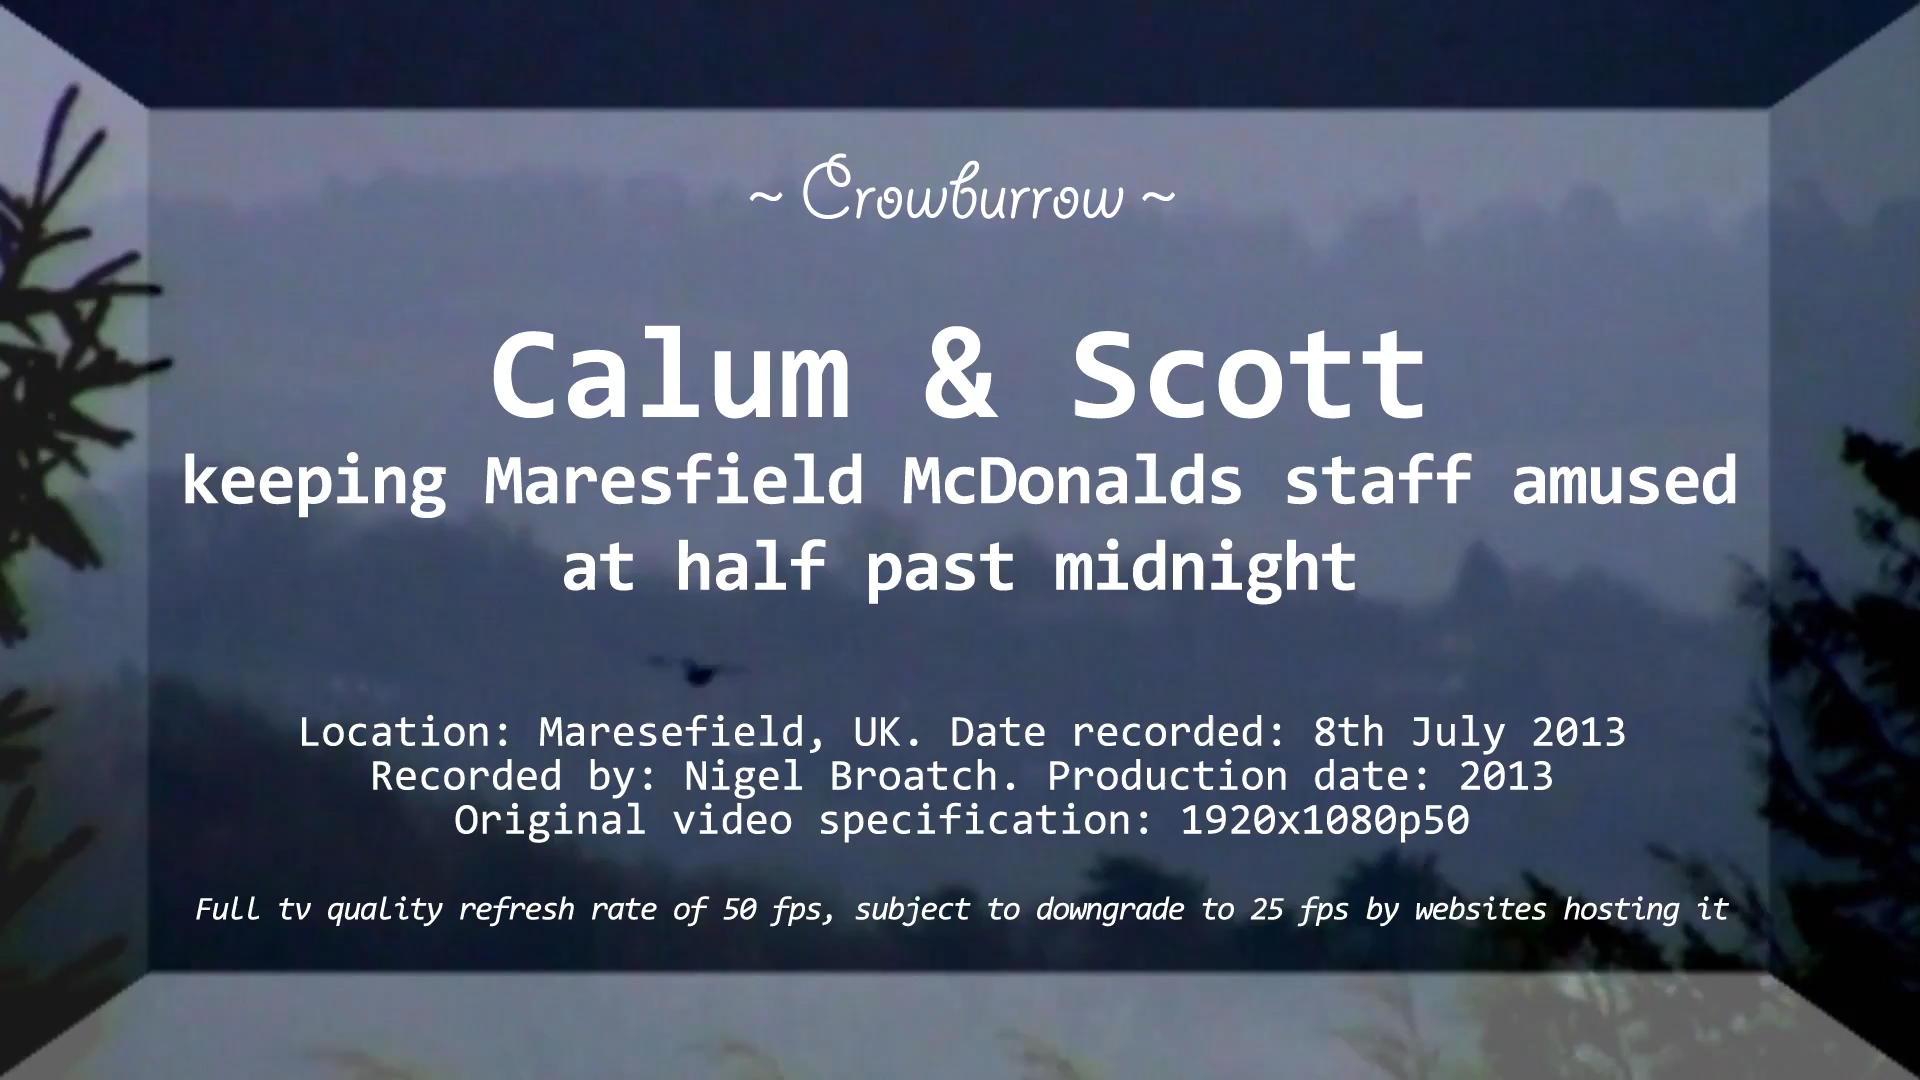 ~ Crowburrow ~
Calum & Scott
keeping Maresfield McDonalds staff amused
at half past midnight
Location: Maresefield, UK. Date recorded: 8th July 2013
Recorded by: Nigel Broatch. Production date: 2013
Original video specification: 1920x1080p50
Full tv quality refresh rate of 50 fps, subject to downgrade to 25 fps by websites hosting it